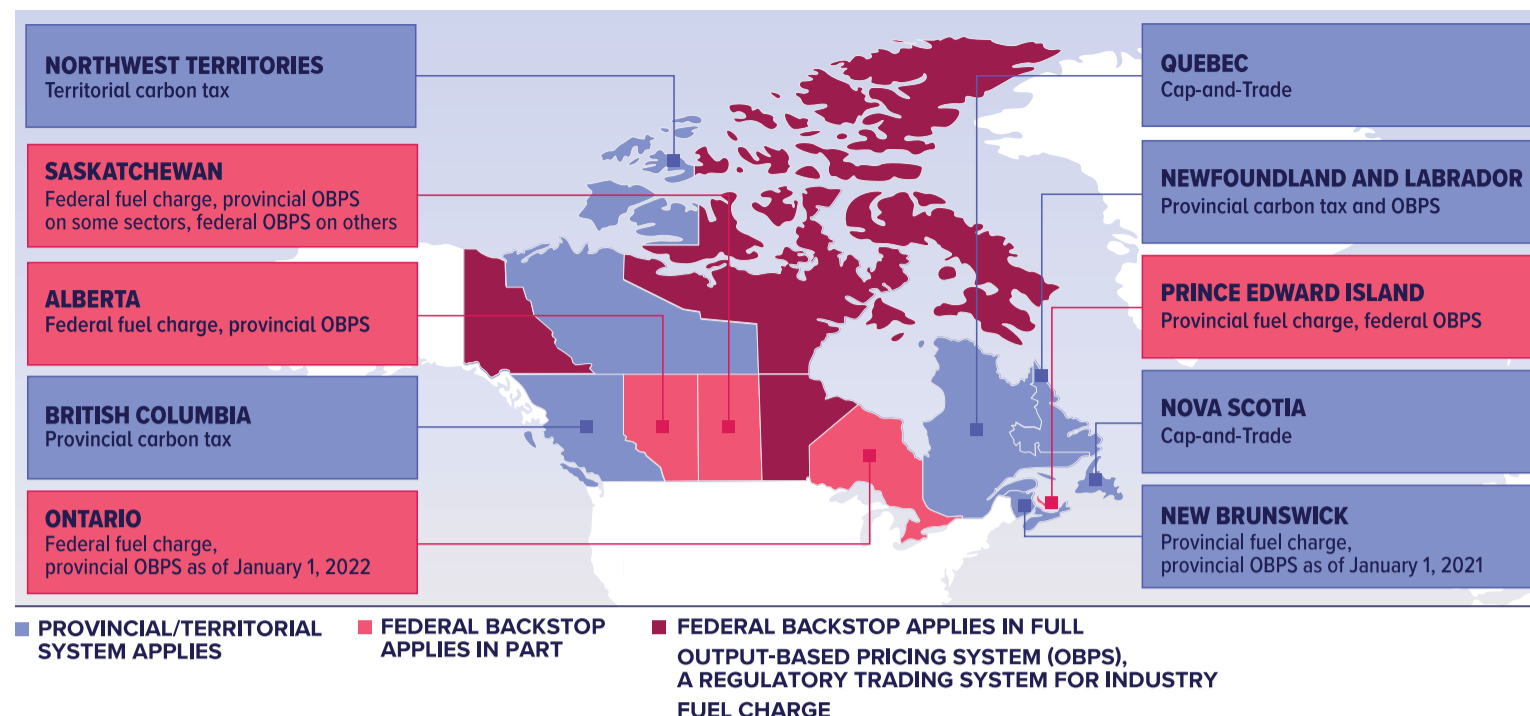 NORTHWEST TERRITORIES
Territorial carbon tax
SASKATCHEWAN
Federal fuel charge, provincial OBPS
on some sectors, federal OBPS on others
ALBERTA
Federal fuel charge, provincial OBPS
BRITISH COLUMBIA
Provincial carbon tax
ONTARIO
Federal fuel charge,
provincial OBPS as of January 1, 2022
QUEBEC
Cap-and-Trade
NEWFOUNDLAND AND LABRADOR
Provincial carbon tax and OBPS
PRINCE EDWARD ISLAND
Provincial fuel charge, federal OBPS
NOVA SCOTIA
Cap-and-Trade
NEW BRUNSWICK
Provincial fuel charge,
provincial OBPS as of January 1, 2021
PROVINCIAL/TERRITORIAL
SYSTEM APPLIES
FEDERAL BACKSTOP
APPLIES IN PART
FEDERAL BACKSTOP APPLIES IN FULL
OUTPUT-BASED PRICING SYSTEM (OBPS),
A REGULATORY TRADING SYSTEM FOR INDUSTRY
FUEL CHARGE